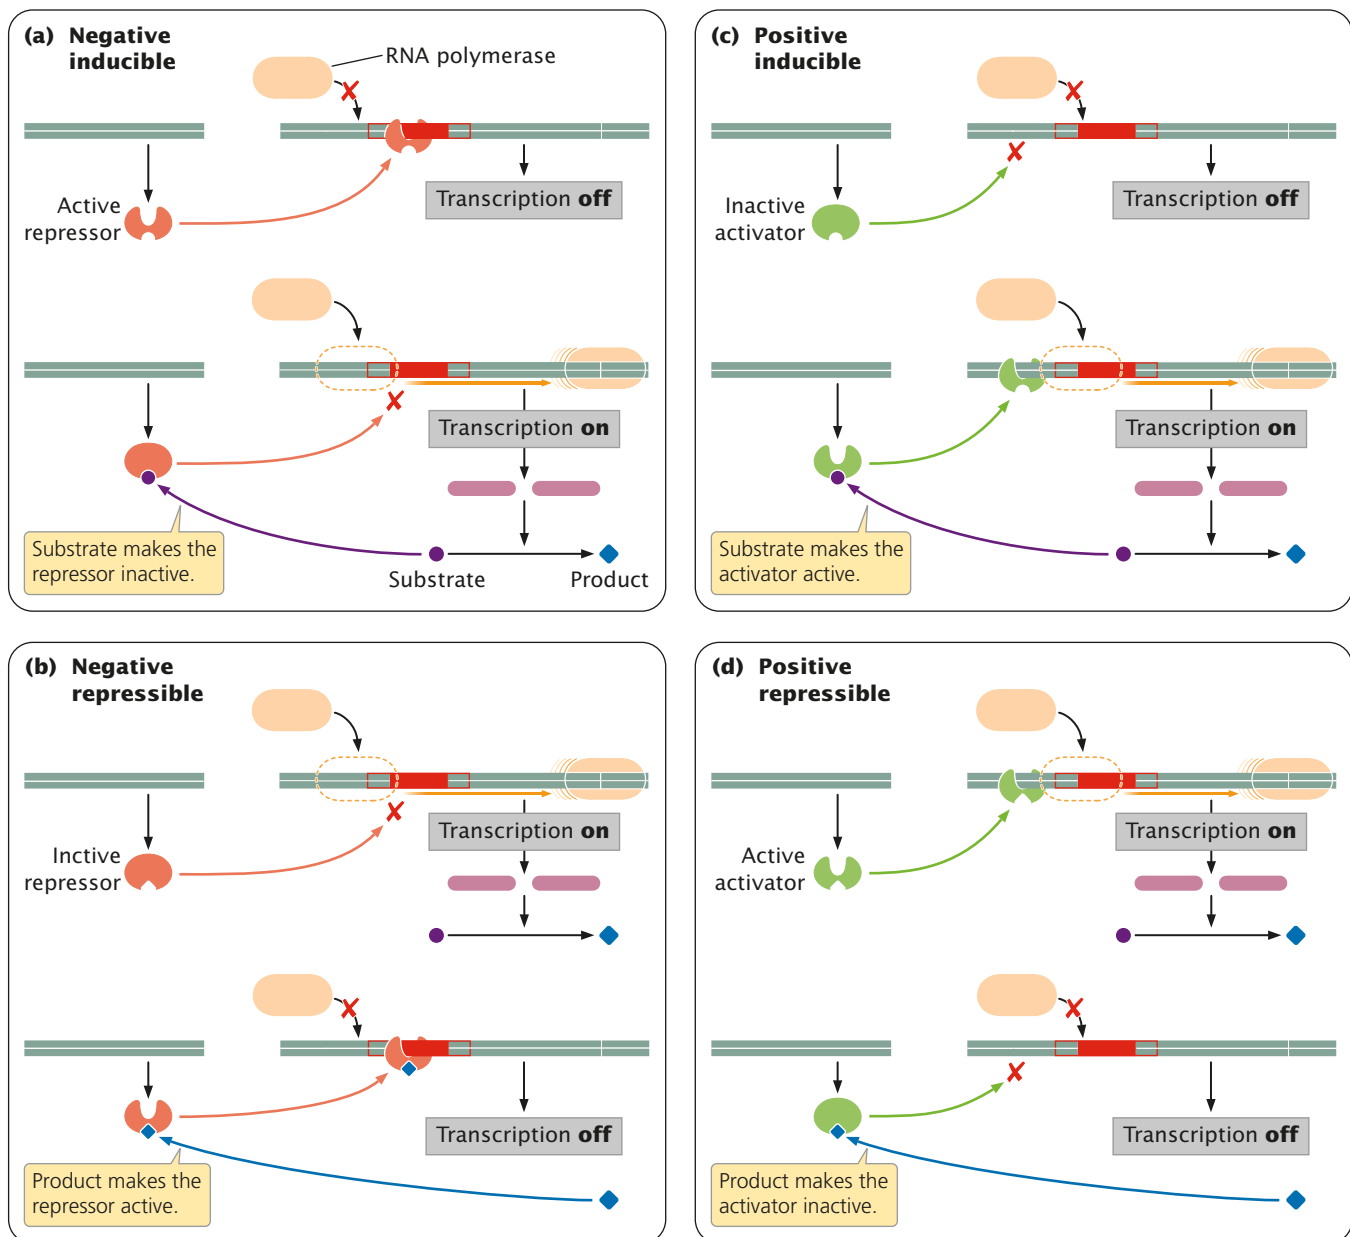 (a) Negative
inducible
RNA polymerase
Active
repressor
Transcription off
Transcription on
Substrate makes the
repressor inactive.
Substrate
Product
(c) Positive
inducible
Inactive
activator
Transcription off
Transcription on
Substrate makes the
activator active.
(b) Negative
repressible
Transcription on
Inctive
repressor
Transcription off
Product makes the
repressor active.
(d) Positive
repressible
Transcription on
Active
activator
Transcription off
Product makes the
activator inactive.